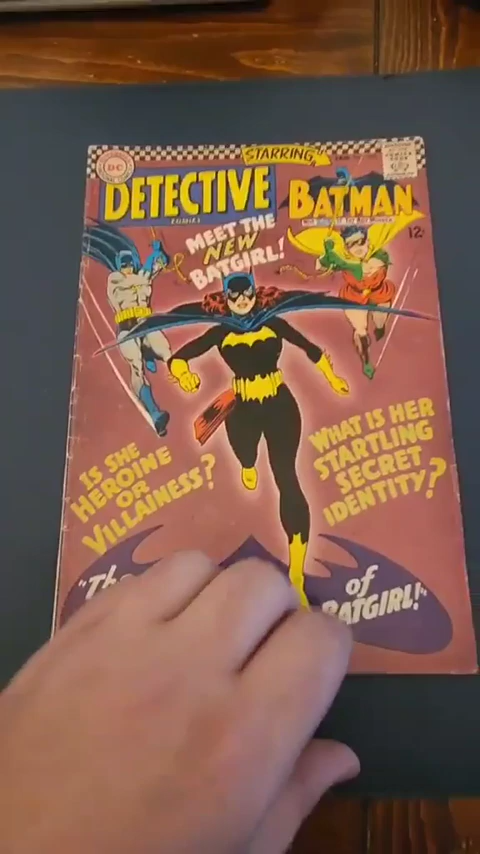 STARRING
DC
DETECTIVE
COMICS
BATMAN
12¢
MEET THE
NEW
BATGIRL!
IS SHE
HEROINE
OR
VILLAINESS?
WHAT IS HER
STARTLING
SECRET
IDENTITY?
of
BATGIRL!"